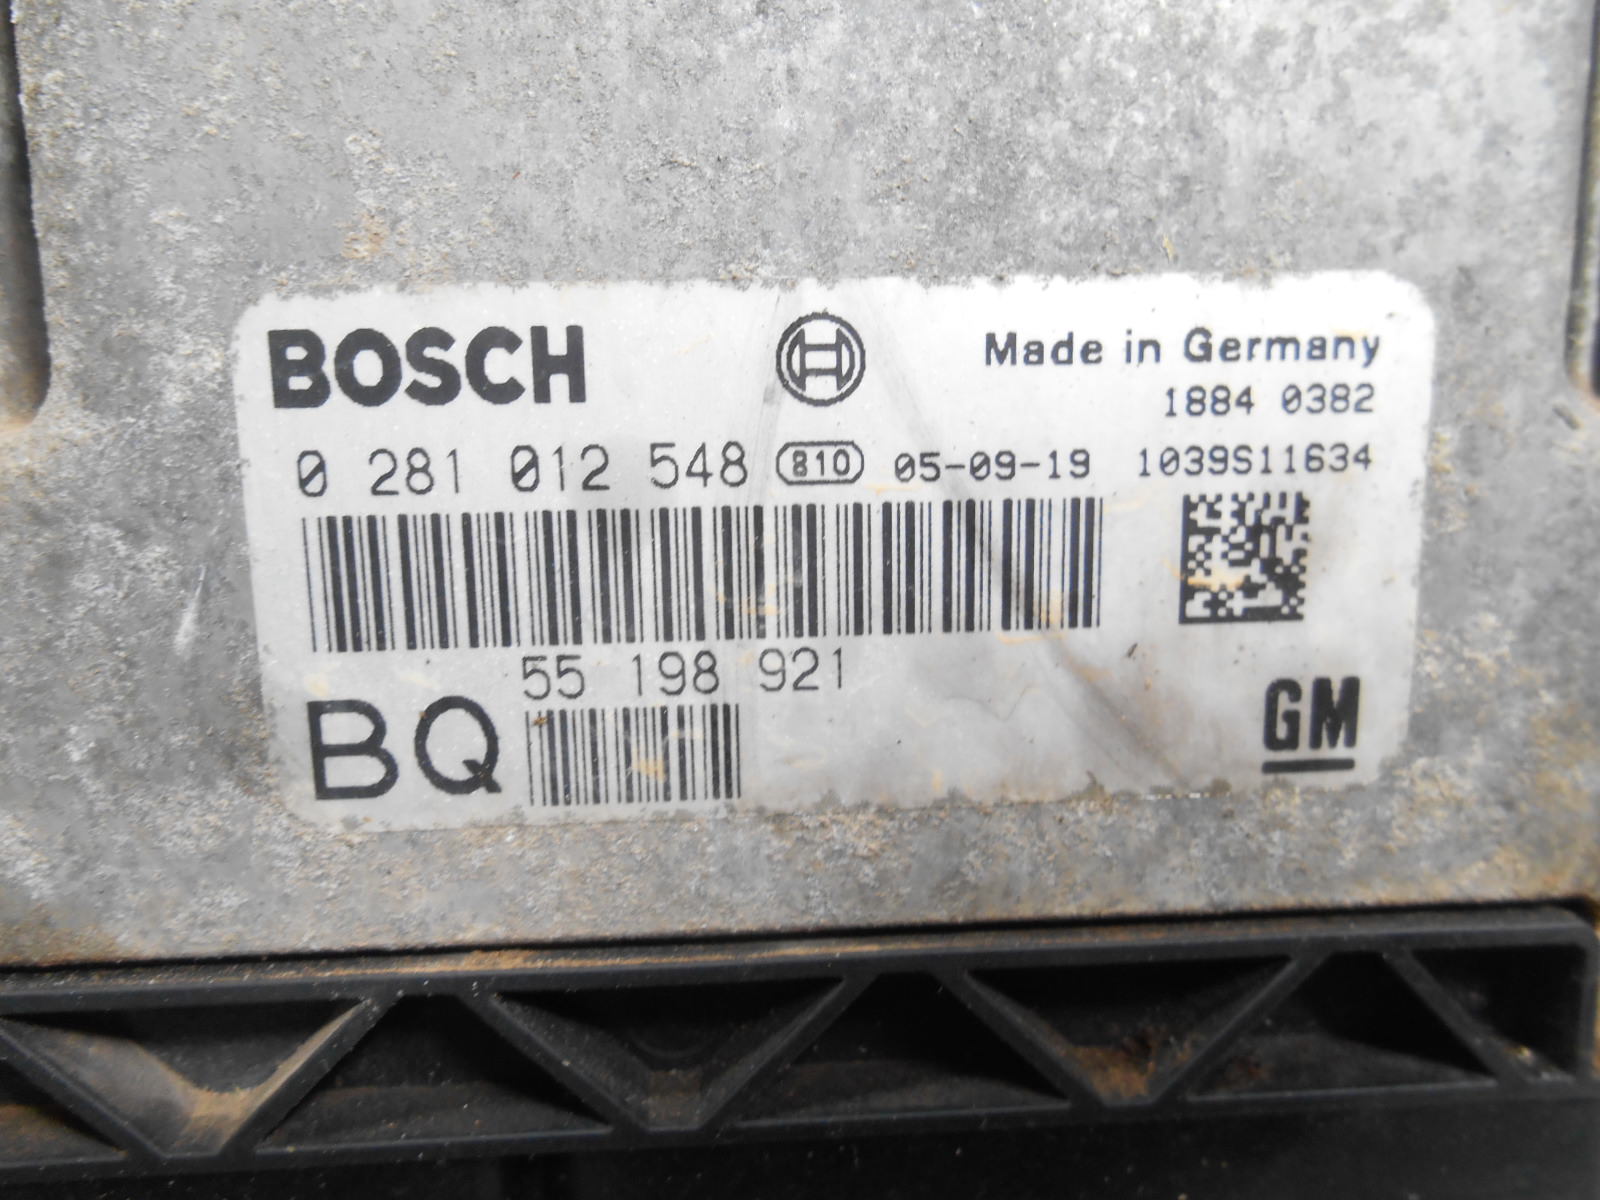 BOSCH Made in Germany
1884 0382
0 281 012 548 810 05-09-19 1039S11634
55 198 921
BQ
GM